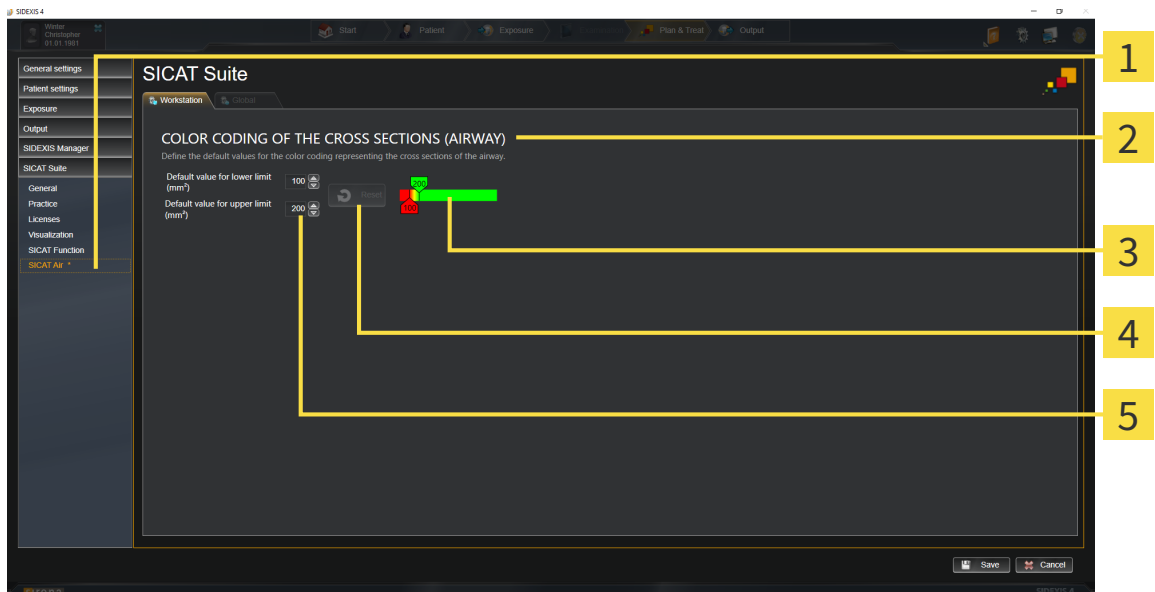 SIDEXIS 4
Winter
Christopher
01.01.1981
Start
Patient
Exposure
Plan & Treat
Output
General settings
Patient settings
Exposure
Output
SIDEXIS Manager
SICAT Suite
General
Practice
Licenses
Visualization
SICAT Function
SICAT Air *
SICAT Suite
Workstation
Global
COLOR CODING OF THE CROSS SECTIONS (AIRWAY)
Define the default values for the color coding representing the cross sections of the airway.
Default value for lower limit
(mm²)
100
Default value for upper limit
(mm²)
200
Reset
200
100
Save
Cancel
SIDEXIS 4
1
2
3
4
5